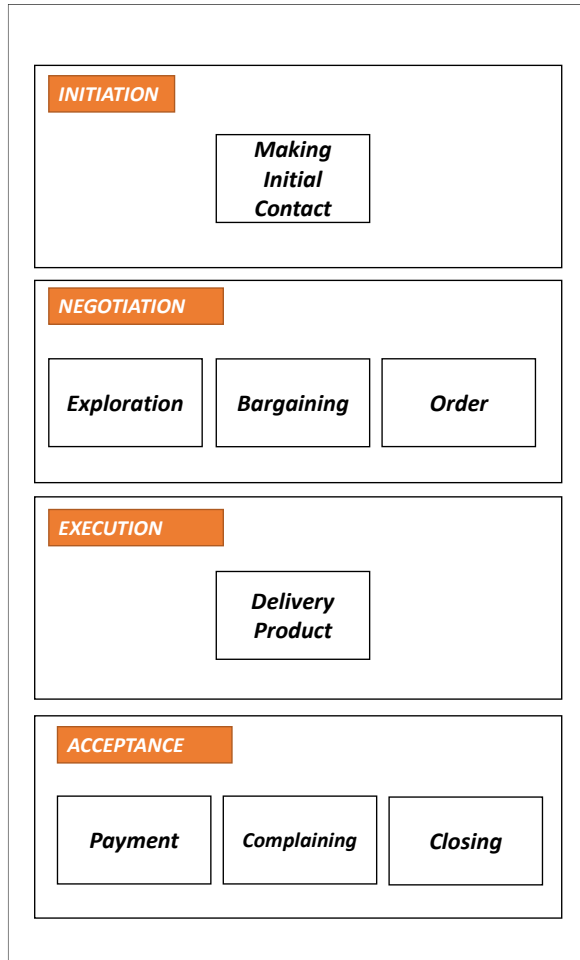 INITIATION
Making
Initial
Contact
NEGOTIATION
Exploration
Bargaining
Order
EXECUTION
Delivery
Product
ACCEPTANCE
Payment
Complaining
Closing